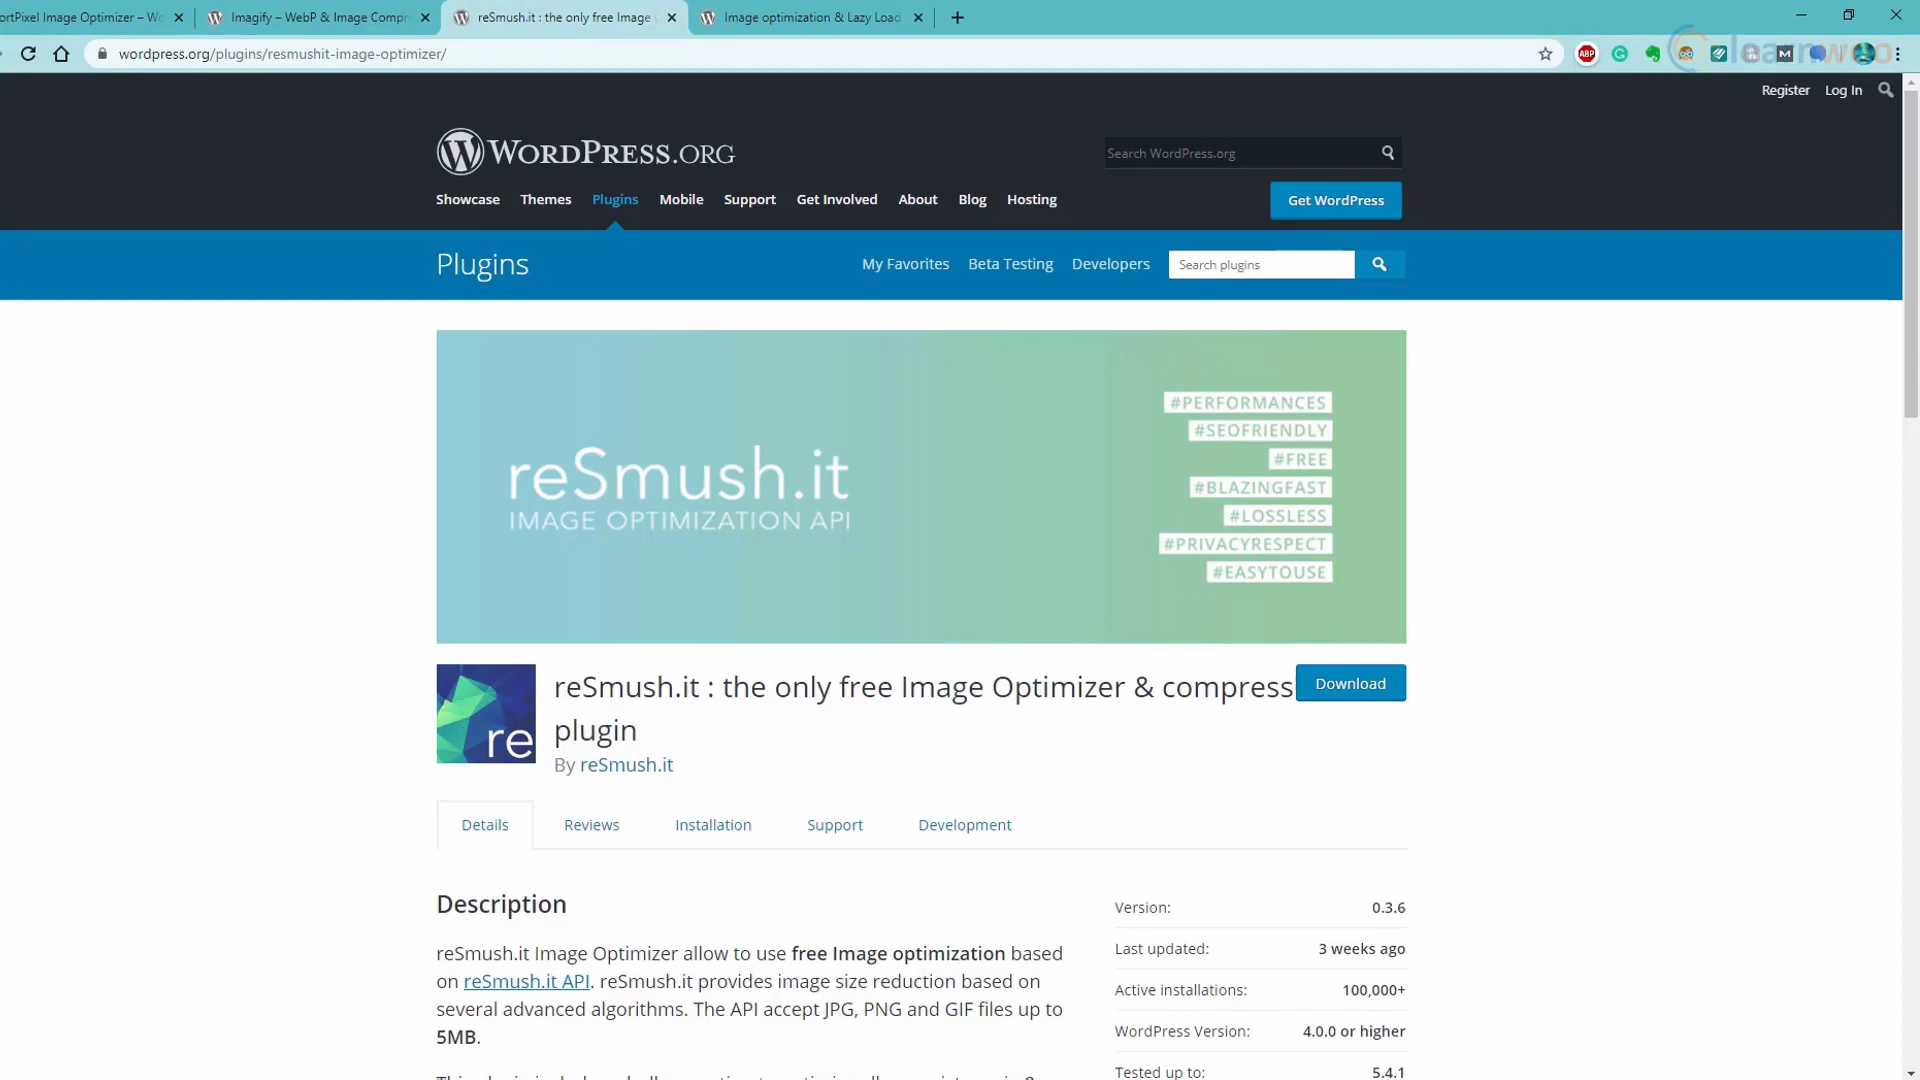 ortPixel Image Optimizer – Wo
Imagify – WebP & Image Compr
reSmush.it : the only free Image
Image optimization & Lazy Load
wordpress.org/plugins/resmushit-image-optimizer/
ABP
learnwoo
Register Log In
WORDPRESS.ORG
Search WordPress.org
Showcase Themes Plugins Mobile Support Get Involved About Blog Hosting
Get WordPress
Plugins
My Favorites Beta Testing Developers
Search plugins
#PERFORMANCES
#SEOFRIENDLY
#FREE
#BLAZINGFAST
#LOSSLESS
#PRIVACYRESPECT
#EASYTOUSE
reSmush.it
IMAGE OPTIMIZATION API
re
reSmush.it : the only free Image Optimizer & compress
plugin
Download
By reSmush.it
Details Reviews Installation Support Development
Description
reSmush.it Image Optimizer allow to use free Image optimization based
on reSmush.it API. reSmush.it provides image size reduction based on
several advanced algorithms. The API accept JPG, PNG and GIF files up to
5MB.
Version: 0.3.6
Last updated: 3 weeks ago
Active installations: 100,000+
WordPress Version: 4.0.0 or higher
Tested up to: 5.4.1